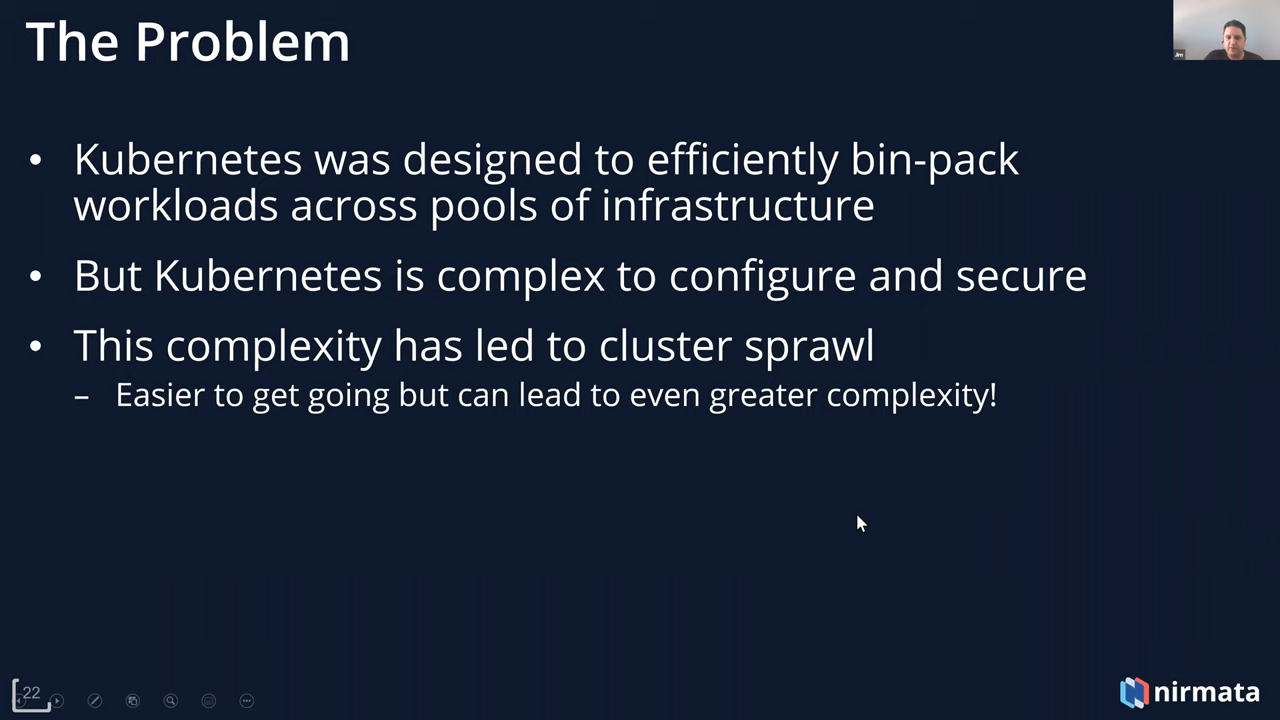 The Problem
• Kubernetes was designed to efficiently bin-pack
workloads across pools of infrastructure
• But Kubernetes is complex to configure and secure
• This complexity has led to cluster sprawl
– Easier to get going but can lead to even greater complexity!
22
nirmata